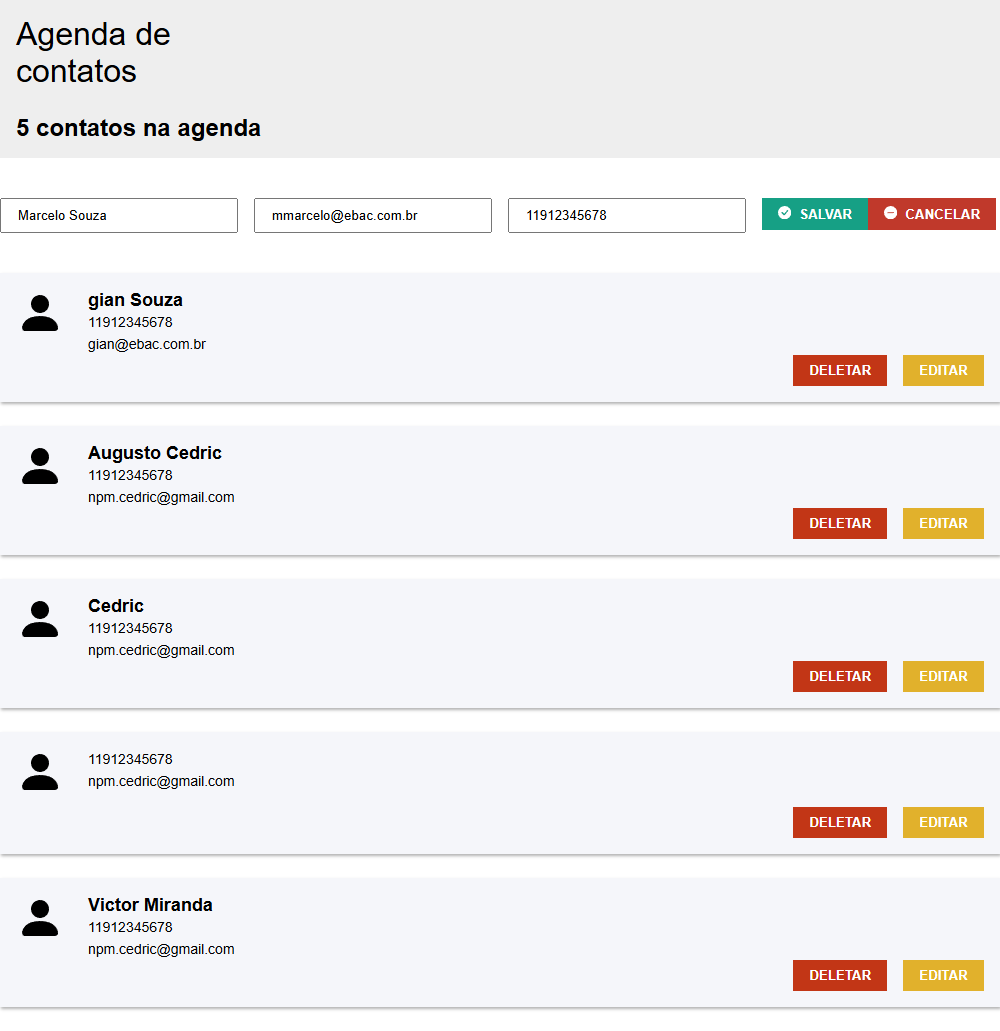 Agenda de
contatos
5 contatos na agenda
Marcelo Souza mmarcelo@ebac.com.br 11912345678 SALVAR CANCELAR
gian Souza
11912345678
gian@ebac.com.br
DELETAR EDITAR
Augusto Cedric
11912345678
npm.cedric@gmail.com
DELETAR EDITAR
Cedric
11912345678
npm.cedric@gmail.com
DELETAR EDITAR
11912345678
npm.cedric@gmail.com
DELETAR EDITAR
Victor Miranda
11912345678
npm.cedric@gmail.com
DELETAR EDITAR